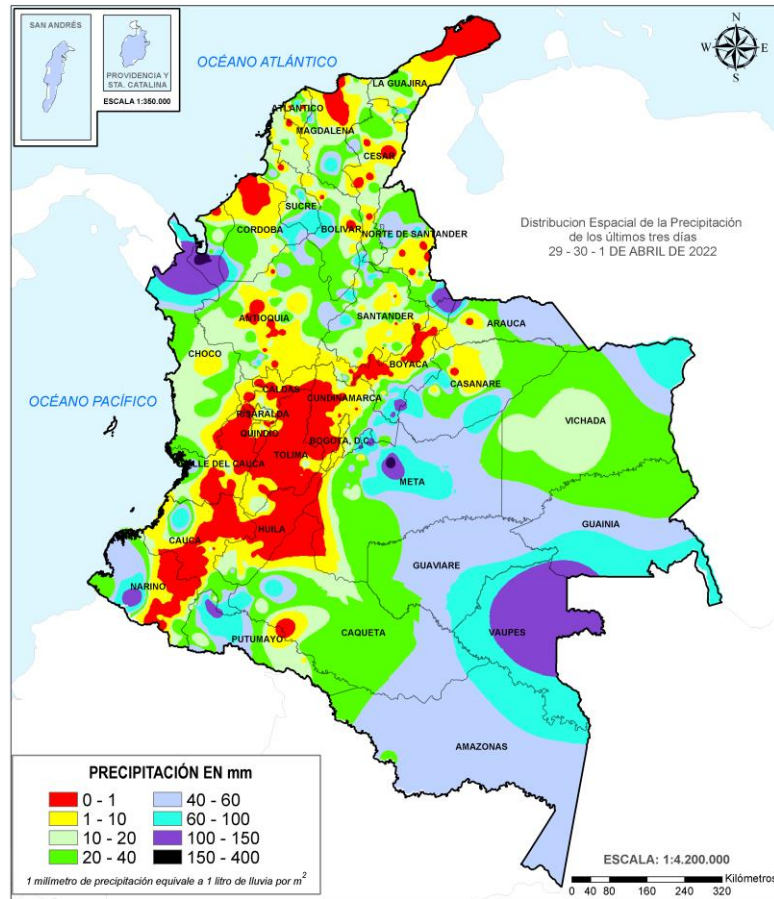 SAN ANDRÉS
PROVIDENCIA Y
STA. CATALINA
ESCALA 1:350.000
OCÉANO ATLÁNTICO
N
W
E
S
LA GUAJIRA
ATLANTICO
MAGDALENA
CESAR
SUCRE
CORDOBA
BOLIVAR
NORTE DE SANTANDER
Distribucion Espacial de la Precipitación
de los últimos tres días
29 - 30 - 1 DE ABRIL DE 2022
ANTIOQUIA
SANTANDER
ARAUCA
CHOCO
BOYACA
CASANARE
OCÉANO PACÍFICO
CALDAS
CUNDINAMARCA
RISARALDA
VICHADA
QUINDIO
BOGOTA, D.C.
TOLIMA
VALLE DEL CAUCA
META
HUILA
GUAINIA
CAUCA
GUAVIARE
NARIÑO
CAQUETA
VAUPES
PUTUMAYO
AMAZONAS
PRECIPITACIÓN EN mm
0 - 1
40 - 60
1 - 10
60 - 100
10 - 20
100 - 150
20 - 40
150 - 400
1 milímetro de precipitación equivale a 1 litro de lluvia por m²
ESCALA: 1:4.200.000
Kilómetros
0 40 80 160 240 320